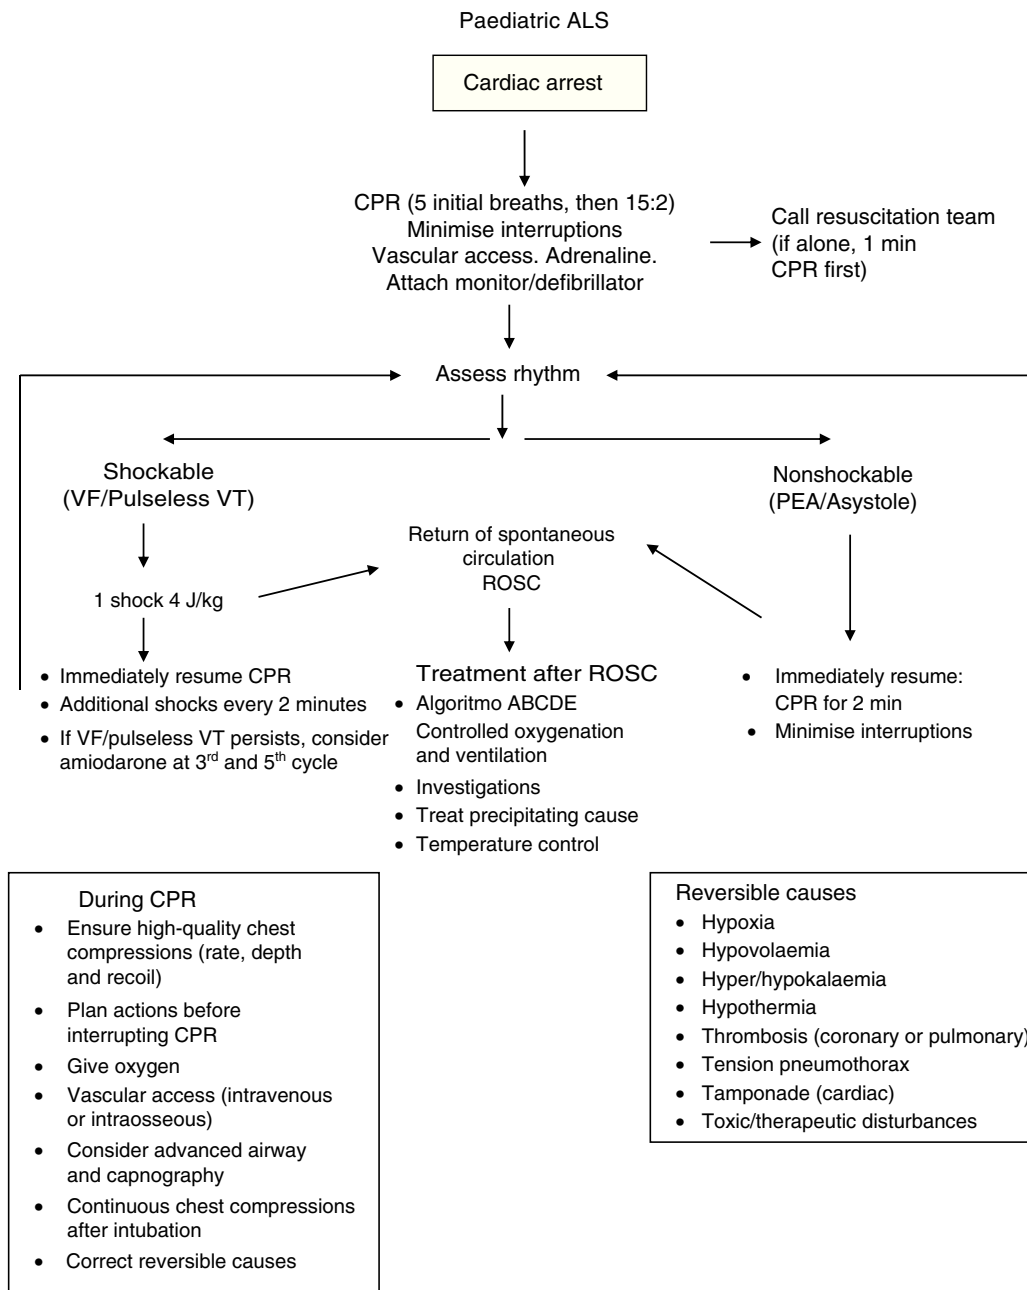 Paediatric ALS
Cardiac arrest
CPR (5 initial breaths, then 15:2)
Minimise interruptions
Vascular access. Adrenaline.
Attach monitor/defibrillator
Call resuscitation team
(if alone, 1 min
CPR first)
Assess rhythm
Shockable
(VF/Pulseless VT)
Nonshockable
(PEA/Asystole)
Return of spontaneous
circulation
ROSC
1 shock 4 J/kg
• Immediately resume CPR
• Additional shocks every 2 minutes
• If VF/pulseless VT persists, consider
amiodarone at 3rd and 5th cycle
Treatment after ROSC
• Algoritmo ABCDE
Controlled oxygenation
and ventilation
• Investigations
• Treat precipitating cause
• Temperature control
• Immediately resume:
CPR for 2 min
• Minimise interruptions
During CPR
• Ensure high-quality chest
compressions (rate, depth
and recoil)
• Plan actions before
interrupting CPR
• Give oxygen
• Vascular access (intravenous
or intraosseous)
• Consider advanced airway
and capnography
• Continuous chest compressions
after intubation
• Correct reversible causes
Reversible causes
• Hypoxia
• Hypovolaemia
• Hyper/hypokalaemia
• Hypothermia
• Thrombosis (coronary or pulmonary)
• Tension pneumothorax
• Tamponade (cardiac)
• Toxic/therapeutic disturbances